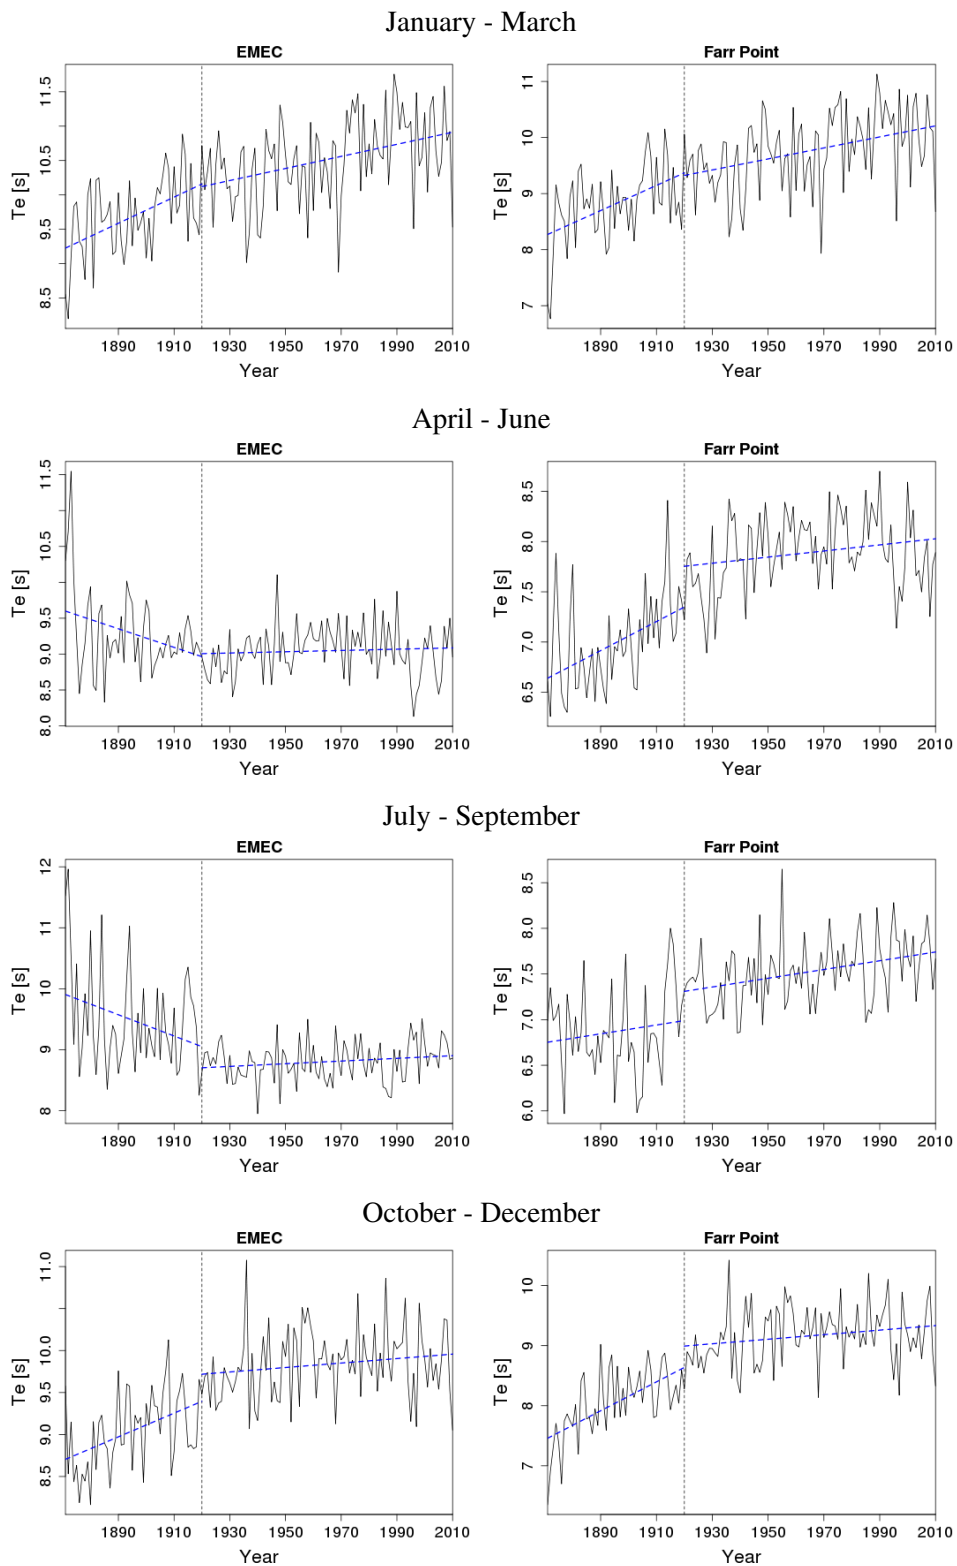 January - March
EMEC
Farr Point
Te [s]
8.5 9.5 10.5 11.5
1890 1910 1930 1950 1970 1990 2010
Year
Te [s]
7 8 9 10 11
1890 1910 1930 1950 1970 1990 2010
Year
April - June
EMEC
Farr Point
Te [s]
8.0 8.5 9.0 9.5 10.5 11.5
1890 1910 1930 1950 1970 1990 2010
Year
Te [s]
6.5 7.0 7.5 8.0 8.5
1890 1910 1930 1950 1970 1990 2010
Year
July - September
EMEC
Farr Point
Te [s]
8 9 10 11 12
1890 1910 1930 1950 1970 1990 2010
Year
Te [s]
6.0 6.5 7.0 7.5 8.0 8.5
1890 1910 1930 1950 1970 1990 2010
Year
October - December
EMEC
Farr Point
Te [s]
8.5 9.0 9.5 10.0 11.0
1890 1910 1930 1950 1970 1990 2010
Year
Te [s]
7 8 9 10
1890 1910 1930 1950 1970 1990 2010
Year